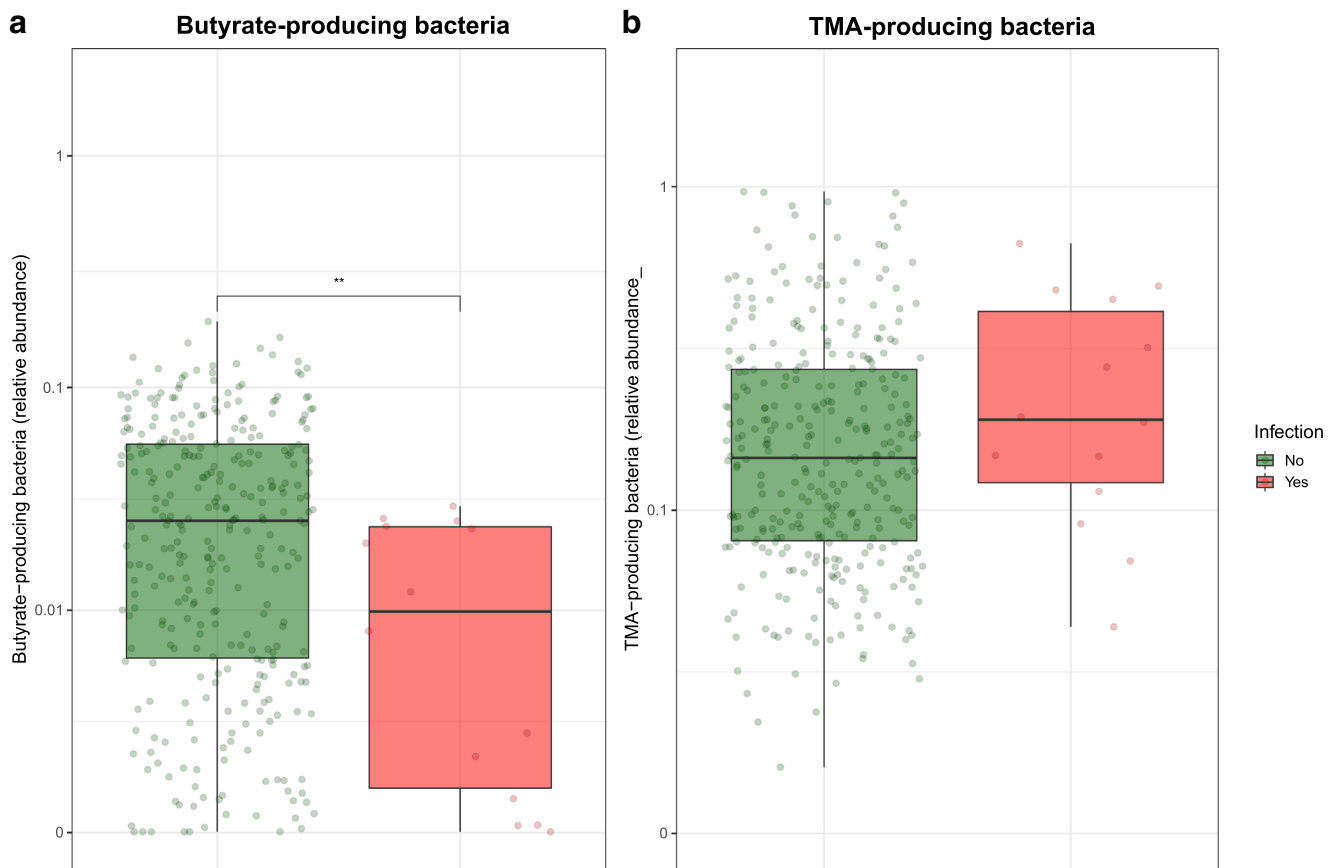 a
Butyrate-producing bacteria
Butyrate−producing bacteria (relative abundance)
1
0.1
0.01
0
**
b
TMA-producing bacteria
TMA−producing bacteria (relative abundance_
1
0.1
0
Infection
No
Yes